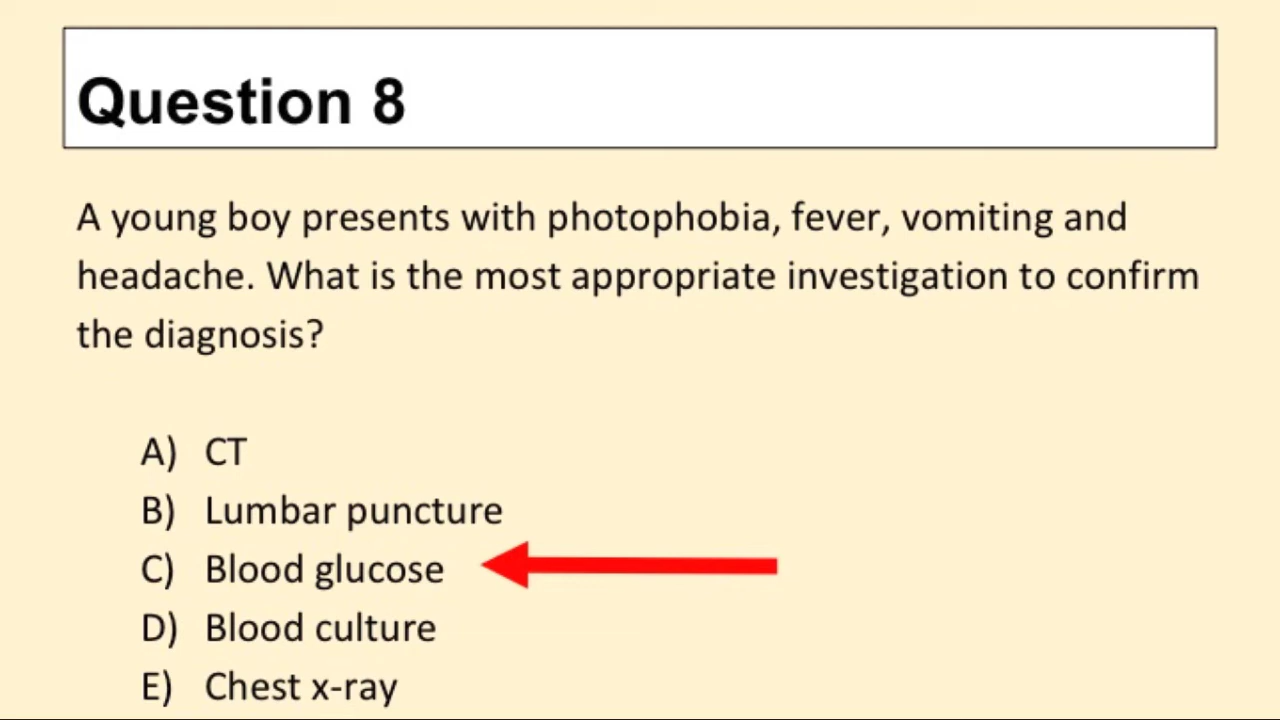 Question 8
A young boy presents with photophobia, fever, vomiting and
headache. What is the most appropriate investigation to confirm
the diagnosis?
A) CT
B) Lumbar puncture
C) Blood glucose
D) Blood culture
E) Chest x-ray